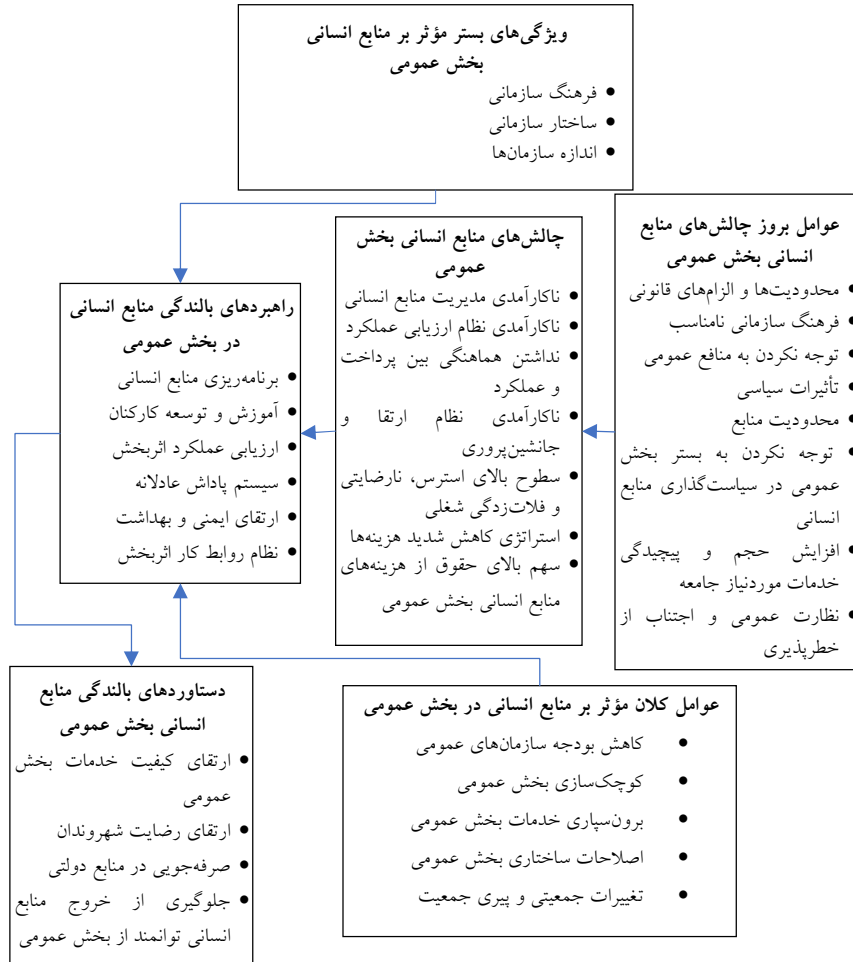 ویژگی‌های بستر مؤثر بر منابع انسانی
بخش عمومی
• فرهنگ سازمانی
• ساختار سازمانی
• اندازه سازمان‌ها
عوامل بروز چالش‌های منابع
انسانی بخش عمومی
• محدودیت‌ها و الزام‌های قانونی
• فرهنگ سازمانی نامناسب
• توجه نکردن به منافع عمومی
• تأثیرات سیاسی
• محدودیت منابع
• توجه نکردن به بستر بخش
عمومی در سیاست‌گذاری منابع
انسانی
• افزایش حجم و پیچیدگی
خدمات موردنیاز جامعه
• نظارت عمومی و اجتناب از
خطرپذیری
چالش‌های منابع انسانی بخش
عمومی
• ناکارآمدی مدیریت منابع انسانی
• ناکارآمدی نظام ارزیابی عملکرد
• نداشتن هماهنگی بین پرداخت
و عملکرد
• ناکارآمدی نظام ارتقا و
جانشین‌پروری
• سطوح بالای استرس، نارضایتی
و فلات‌زدگی شغلی
• استراتژی کاهش شدید هزینه‌ها
• سهم بالای حقوق از هزینه‌های
منابع انسانی بخش عمومی
راهبردهای بالندگی منابع انسانی
در بخش عمومی
• برنامه‌ریزی منابع انسانی
• آموزش و توسعه کارکنان
• ارزیابی عملکرد اثربخش
• سیستم پاداش عادلانه
• ارتقای ایمنی و بهداشت
• نظام روابط کار اثربخش
عوامل کلان مؤثر بر منابع انسانی در بخش عمومی
• کاهش بودجه سازمان‌های عمومی
• کوچک‌سازی بخش عمومی
• برون‌سپاری خدمات بخش عمومی
• اصلاحات ساختاری بخش عمومی
• تغییرات جمعیتی و پیری جمعیت
دستاوردهای بالندگی منابع
انسانی بخش عمومی
• ارتقای کیفیت خدمات بخش
عمومی
• ارتقای رضایت شهروندان
• صرفه‌جویی در منابع دولتی
• جلوگیری از خروج منابع
انسانی توانمند از بخش عمومی